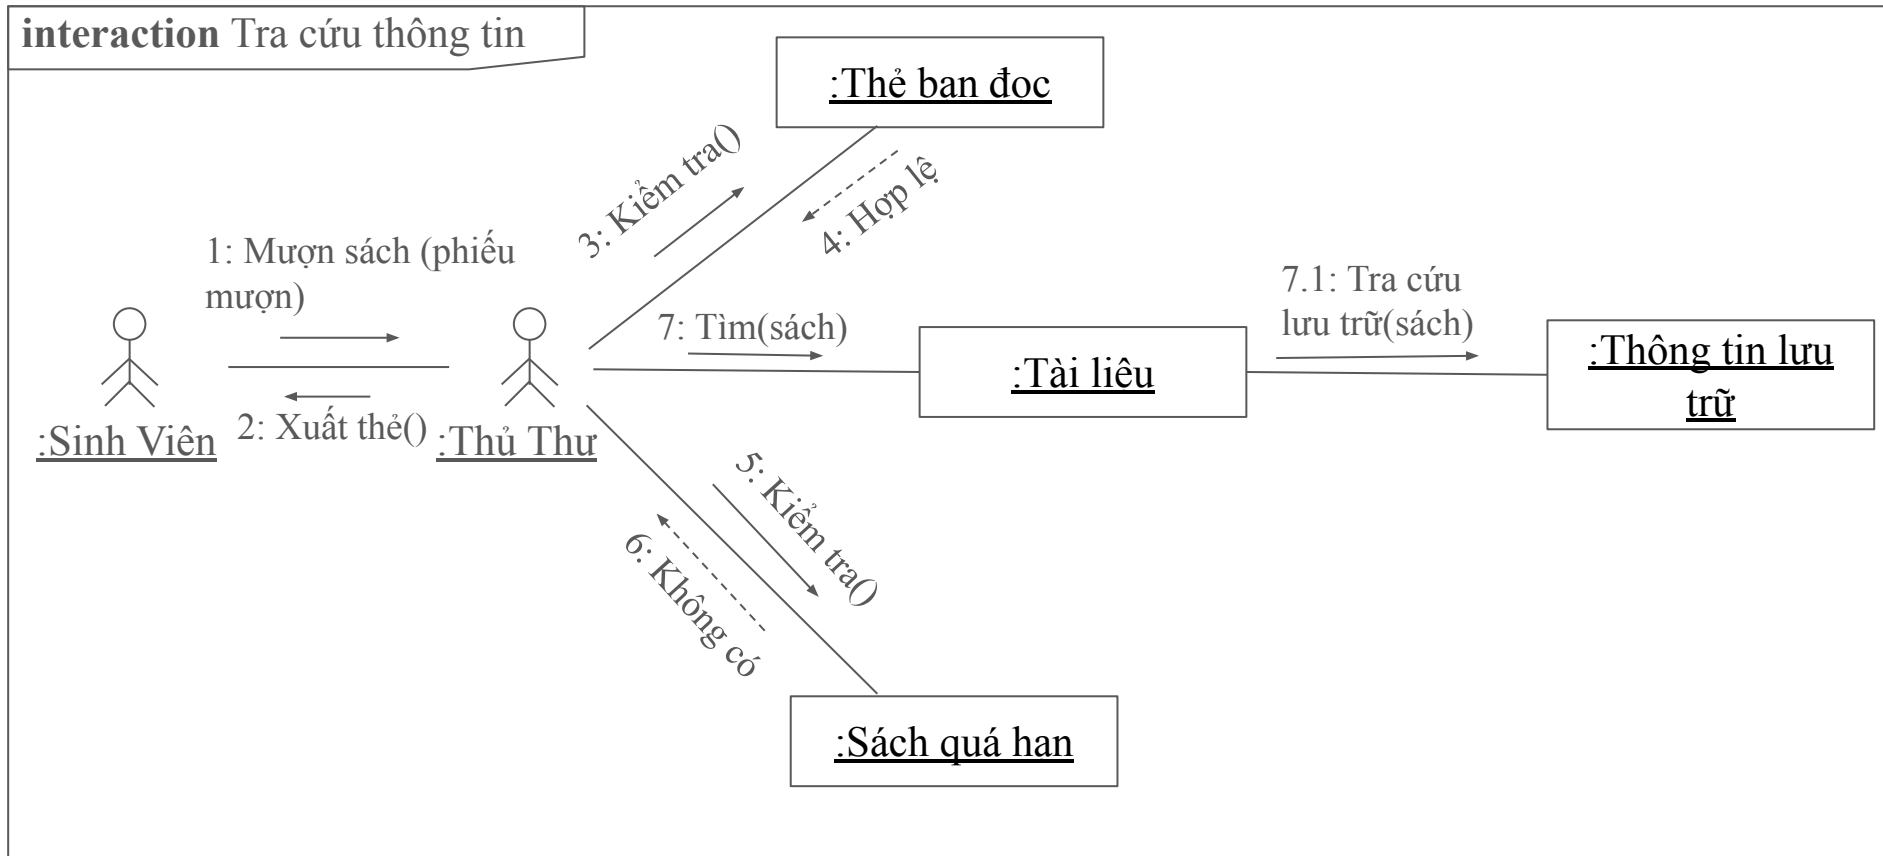 interaction Tra cứu thông tin
:Thẻ bạn đọc
3: Kiểm tra()
4: Hợp lệ
1: Mượn sách (phiếu
mượn)
7: Tìm(sách)
7.1: Tra cứu
lưu trữ(sách)
:Tài liệu
:Thông tin lưu
trữ
:Sinh Viên
2: Xuất thẻ()
:Thủ Thư
5: Kiểm tra()
6: Không có
:Sách quá hạn